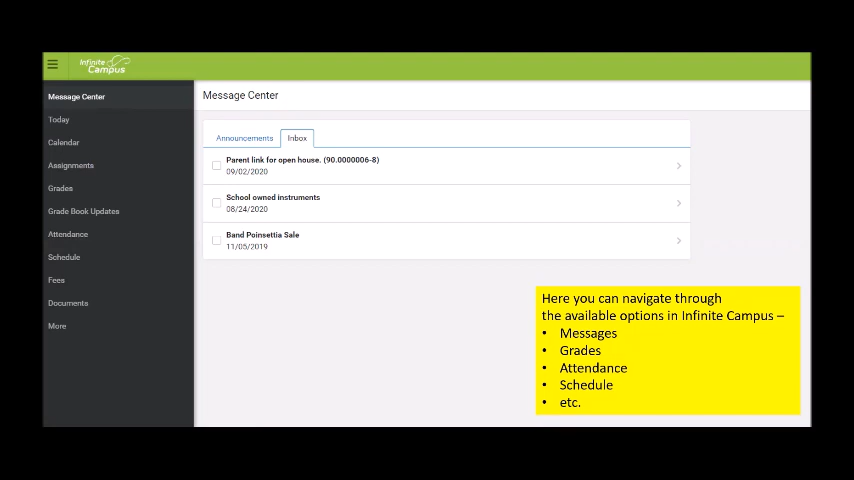 Infinite
Campus
Message Center
Today
Calendar
Assignments
Grades
Grade Book Updates
Attendance
Schedule
Fees
Documents
More
Message Center
Announcements
Inbox
Parent link for open house. (90.0000006-8)
09/02/2020
School owned instruments
08/24/2020
Band Poinsettia Sale
11/05/2019
Here you can navigate through
the available options in Infinite Campus –
• Messages
• Grades
• Attendance
• Schedule
• etc.